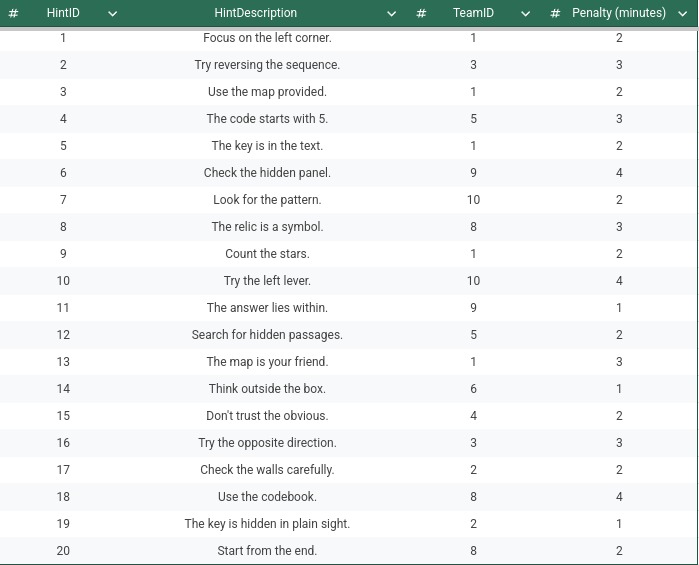 # HintID HintDescription # TeamID # Penalty (minutes)
1 Focus on the left corner. 1 2
2 Try reversing the sequence. 3 3
3 Use the map provided. 1 2
4 The code starts with 5. 5 3
5 The key is in the text. 1 2
6 Check the hidden panel. 9 4
7 Look for the pattern. 10 2
8 The relic is a symbol. 8 3
9 Count the stars. 1 2
10 Try the left lever. 10 4
11 The answer lies within. 9 1
12 Search for hidden passages. 5 2
13 The map is your friend. 1 3
14 Think outside the box. 6 1
15 Don't trust the obvious. 4 2
16 Try the opposite direction. 3 3
17 Check the walls carefully. 2 2
18 Use the codebook. 8 4
19 The key is hidden in plain sight. 2 1
20 Start from the end. 8 2